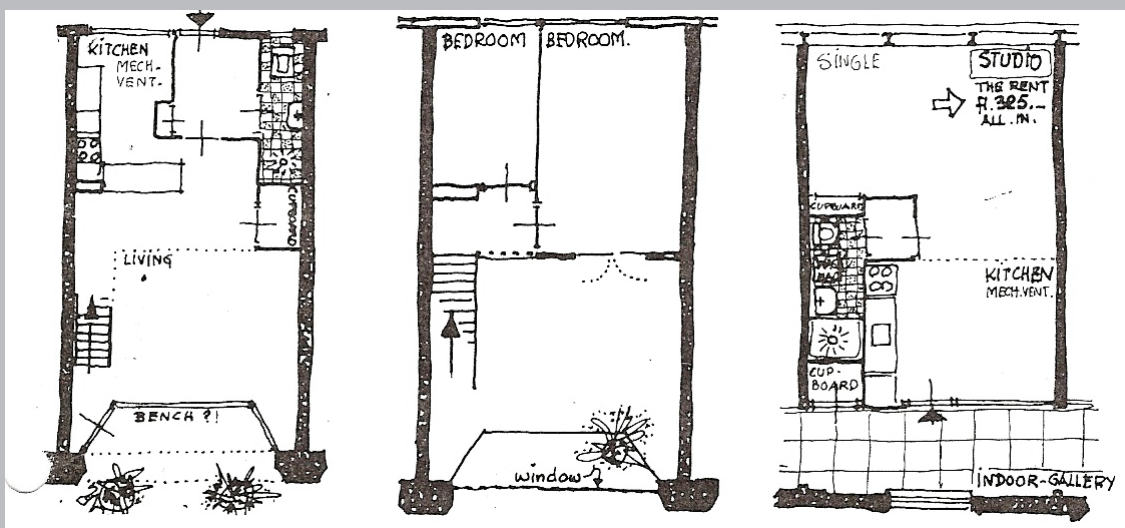 KITCHEN
MECH.
VENT.
CUPBOARD
LIVING
BENCH ?!
BEDROOM
BEDROOM.
window
SINGLE
STUDIO
THE RENT
fl. 325.—
ALL. IN.
CUPBOARD
KITCHEN
MECH.VENT.
CUP-
BOARD
INDOOR-GALLERY